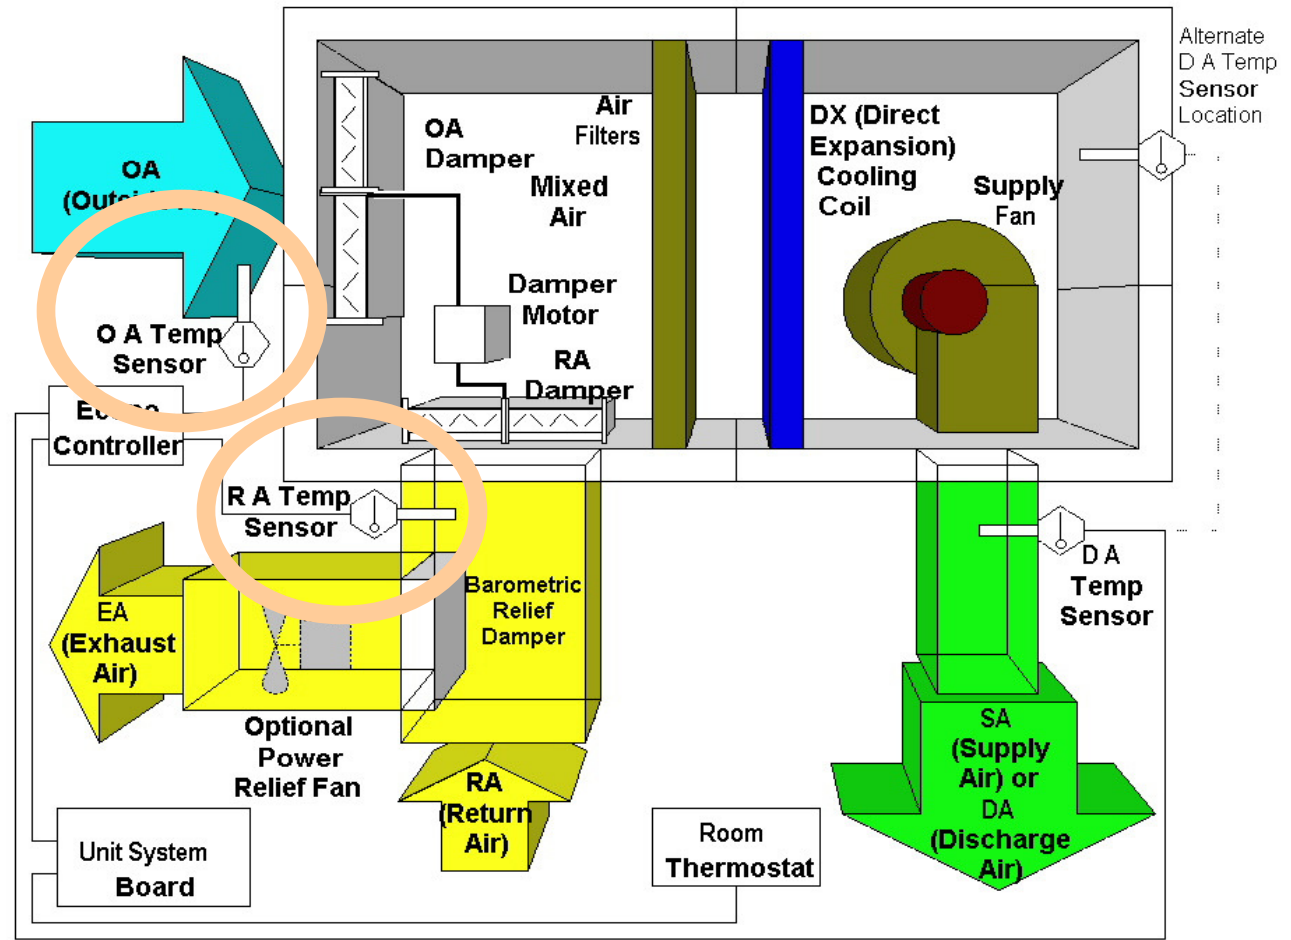 Alternate
D A Temp
Sensor
Location
OA
OA
Damper
Air
Filters
Mixed
Air
DX (Direct
Expansion)
Cooling
Coil
Supply
Fan
Damper
Motor
RA
Damper
O A Temp
Sensor
Controller
R A Temp
Sensor
D A
Temp
Sensor
EA
(Exhaust
Air)
Barometric
Relief
Damper
Optional
Power
Relief Fan
RA
(Return
Air)
SA
(Supply
Air) or
DA
(Discharge
Air)
Unit System
Board
Room
Thermostat